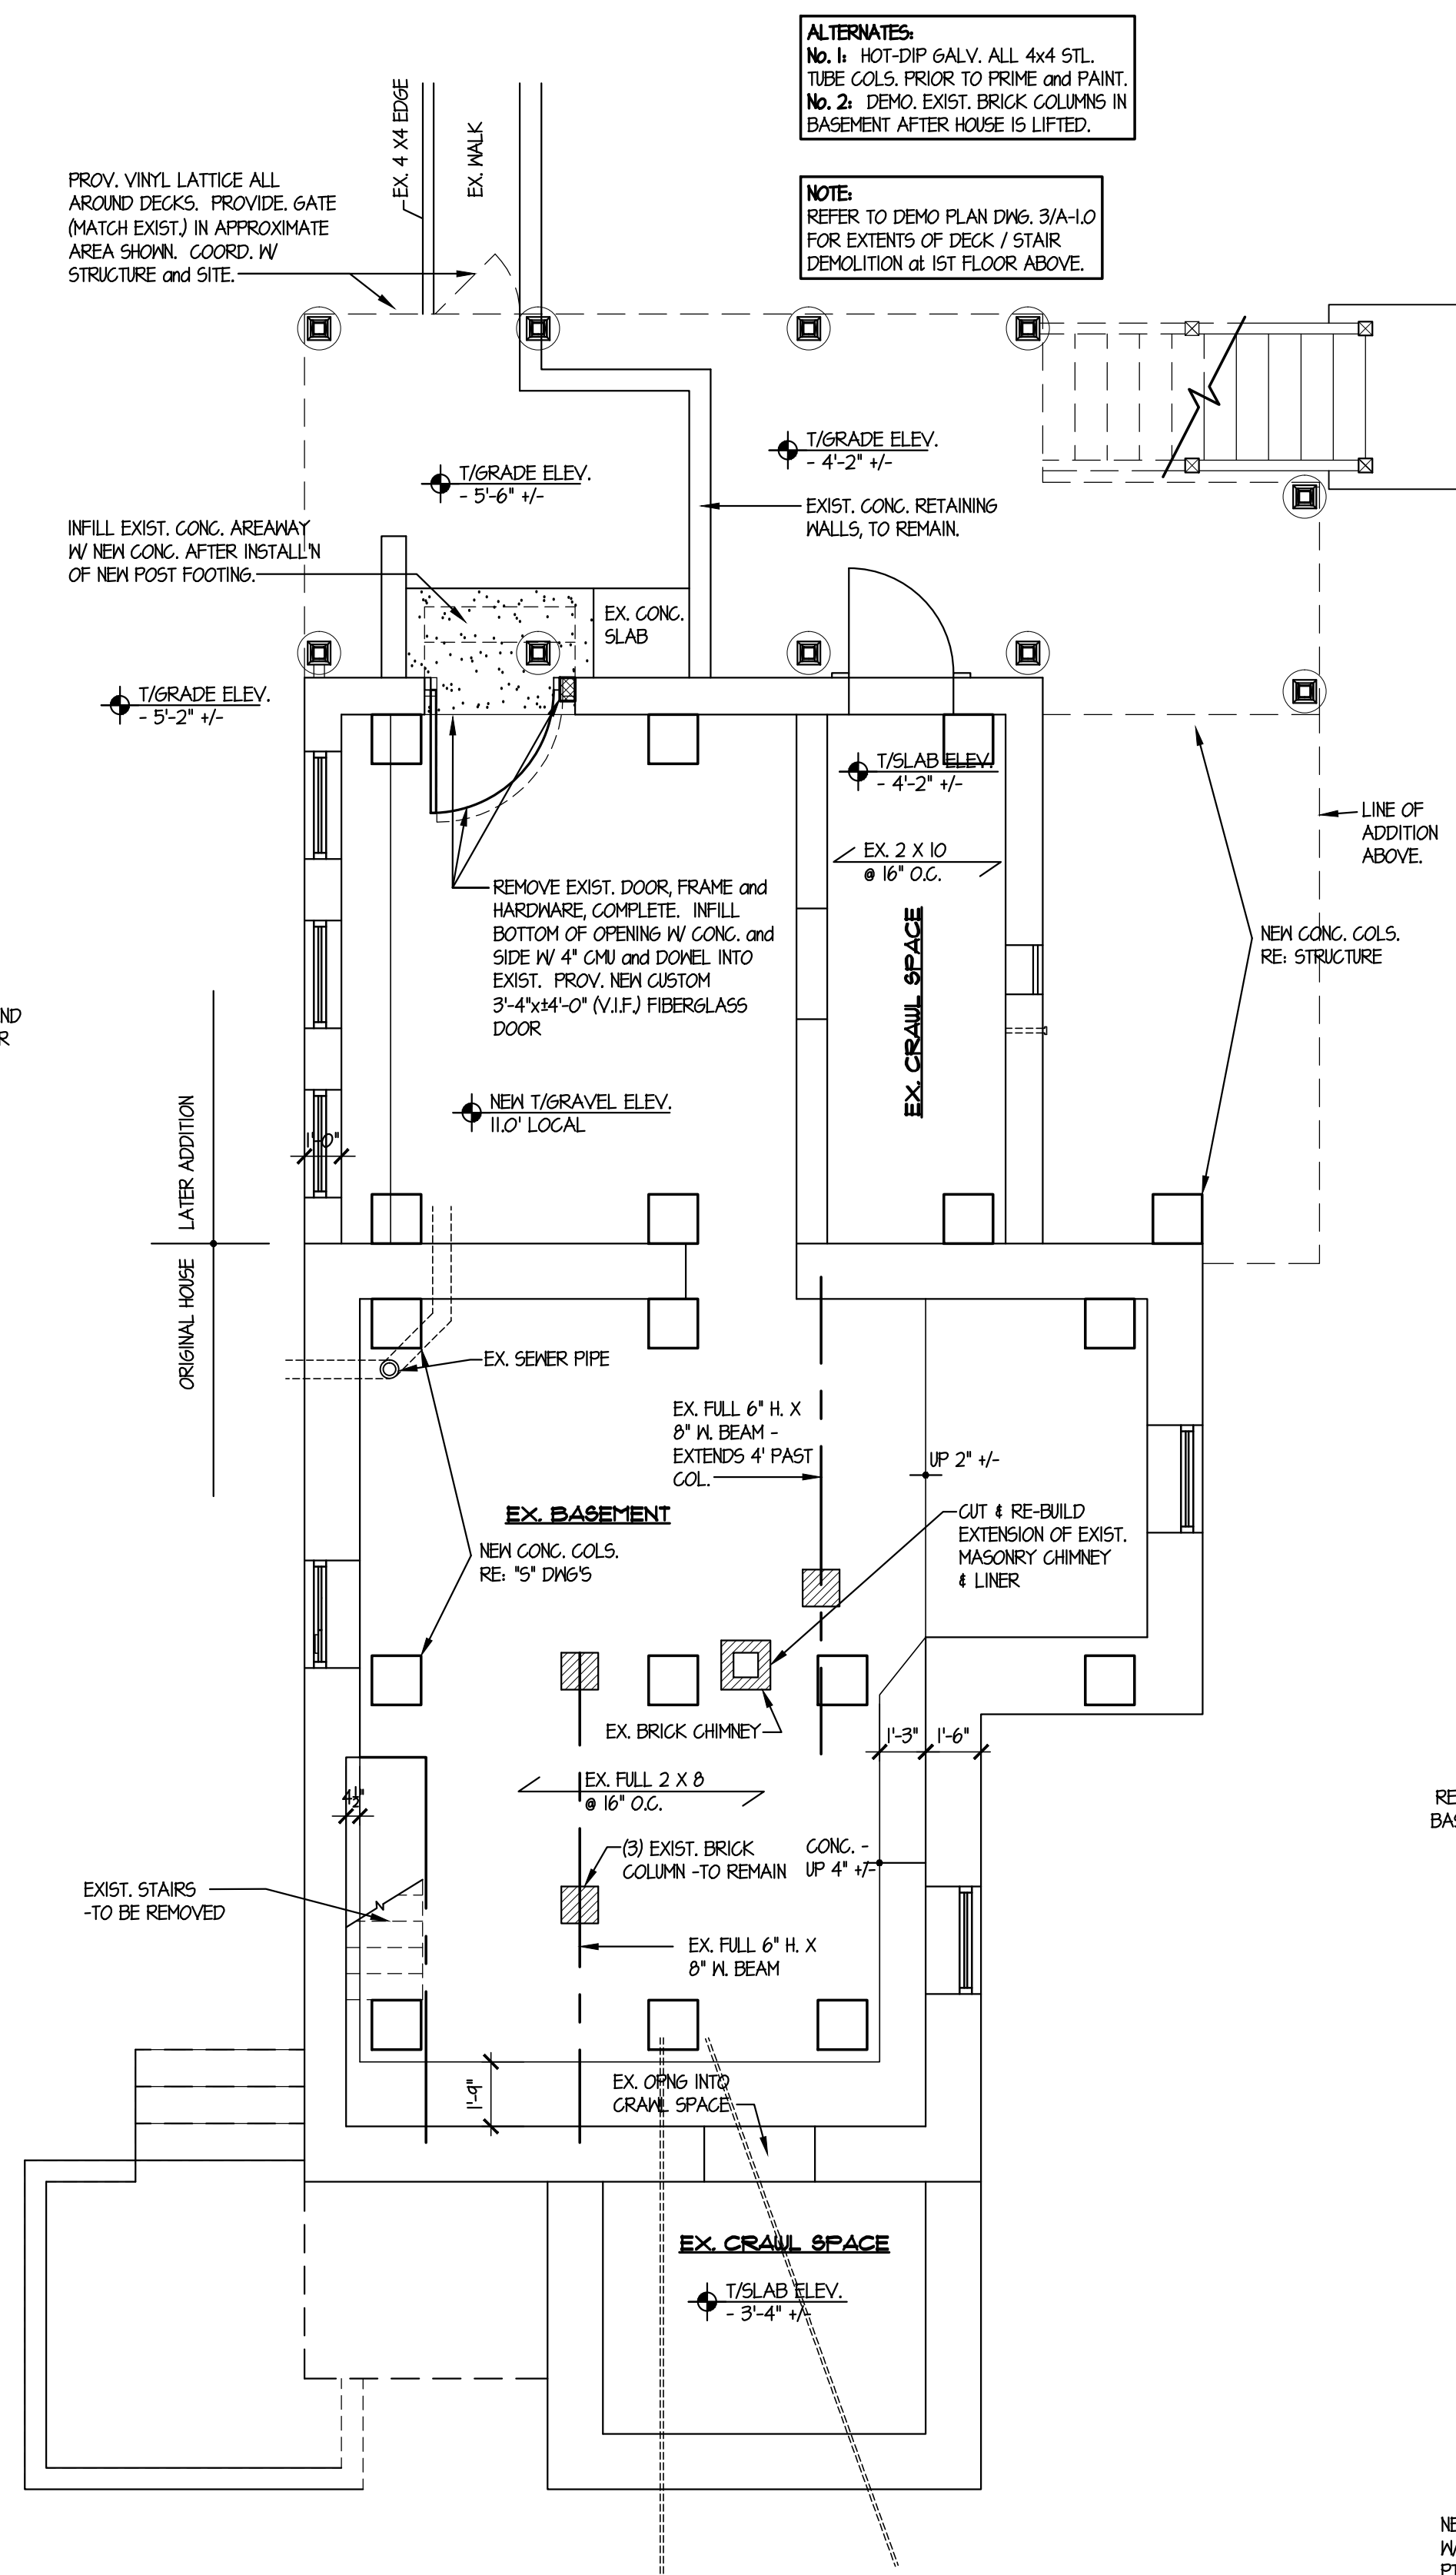 ALTERNATES:
No. 1: HOT-DIP GALV. ALL 4x4 STL.
TUBE COLS. PRIOR TO PRIME and PAINT.
No. 2: DEMO. EXIST. BRICK COLUMNS IN
BASEMENT AFTER HOUSE IS LIFTED.
EX. 4 X4 EDGE
EX. WALK
PROV. VINYL LATTICE ALL
AROUND DECKS. PROVIDE. GATE
(MATCH EXIST.) IN APPROXIMATE
AREA SHOWN. COORD. W/
STRUCTURE and SITE.
NOTE:
REFER TO DEMO PLAN DWG. 3/A-1.0
FOR EXTENTS OF DECK / STAIR
DEMOLITION at 1ST FLOOR ABOVE.
T/GRADE ELEV.
- 4'-2" +/-
T/GRADE ELEV.
- 5'-6" +/-
EXIST. CONC. RETAINING
WALLS, TO REMAIN.
INFILL EXIST. CONC. AREAWAY
W/ NEW CONC. AFTER INSTALL'N
OF NEW POST FOOTING.
EX. CONC.
SLAB
T/GRADE ELEV.
- 5'-2" +/-
T/SLAB ELEV.
- 4'-2" +/-
LINE OF
ADDITION
ABOVE.
EX. 2 X 10
@ 16" O.C.
REMOVE EXIST. DOOR, FRAME and
HARDWARE, COMPLETE. INFILL
BOTTOM OF OPENING W/ CONC. and
SIDE W/ 4" CMU and DOWEL INTO
EXIST. PROV. NEW CUSTOM
3'-4"x±4'-0" (V.I.F.) FIBERGLASS
DOOR
EX. CRAWL SPACE
NEW CONC. COLS.
RE: STRUCTURE
ND
R
NEW T/GRAVEL ELEV.
11.0' LOCAL
1'-0"
LATER ADDITION
ORIGINAL HOUSE
EX. SEWER PIPE
EX. FULL 6" H. X
8" W. BEAM -
EXTENDS 4' PAST
COL.
UP 2" +/-
EX. BASEMENT
CUT & RE-BUILD
EXTENSION OF EXIST.
MASONRY CHIMNEY
& LINER
NEW CONC. COLS.
RE: "S" DWG'S
EX. BRICK CHIMNEY
1'-3"
1'-6"
EX. FULL 2 X 8
@ 16" O.C.
4½"
RE
BAS
(3) EXIST. BRICK
COLUMN -TO REMAIN
CONC. -
UP 4" +/-
EXIST. STAIRS
-TO BE REMOVED
EX. FULL 6" H. X
8" W. BEAM
1'-9"
EX. OPNG INTO
CRAWL SPACE
EX. CRAWL SPACE
T/SLAB ELEV.
- 3'-4" +/-
NE
W/
PT